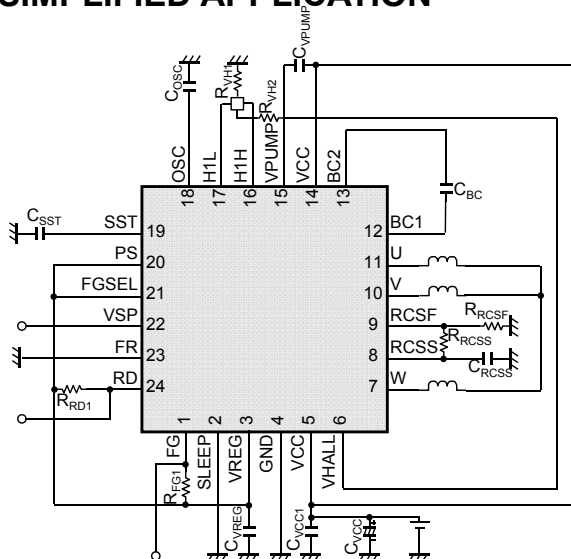 SIMPLIFIED APPLICATION
CVPUMP
COSC
RVH1
RVH2
OSC
H1L
H1H
VPUMP
VCC
BC2
18
17
16
15
14
13
CBC
CSST
SST
19
12
BC1
PS
20
11
U
FGSEL
21
10
V
VSP
22
9
RCSF
RRCSF
RRCSS
FR
23
8
RCSS
CRCSS
RD
24
7
W
RRD1
1
2
3
4
5
6
FG
SLEEP
VREG
GND
VCC
VHALL
RFG1
CVREG
CVCC1
CVCC